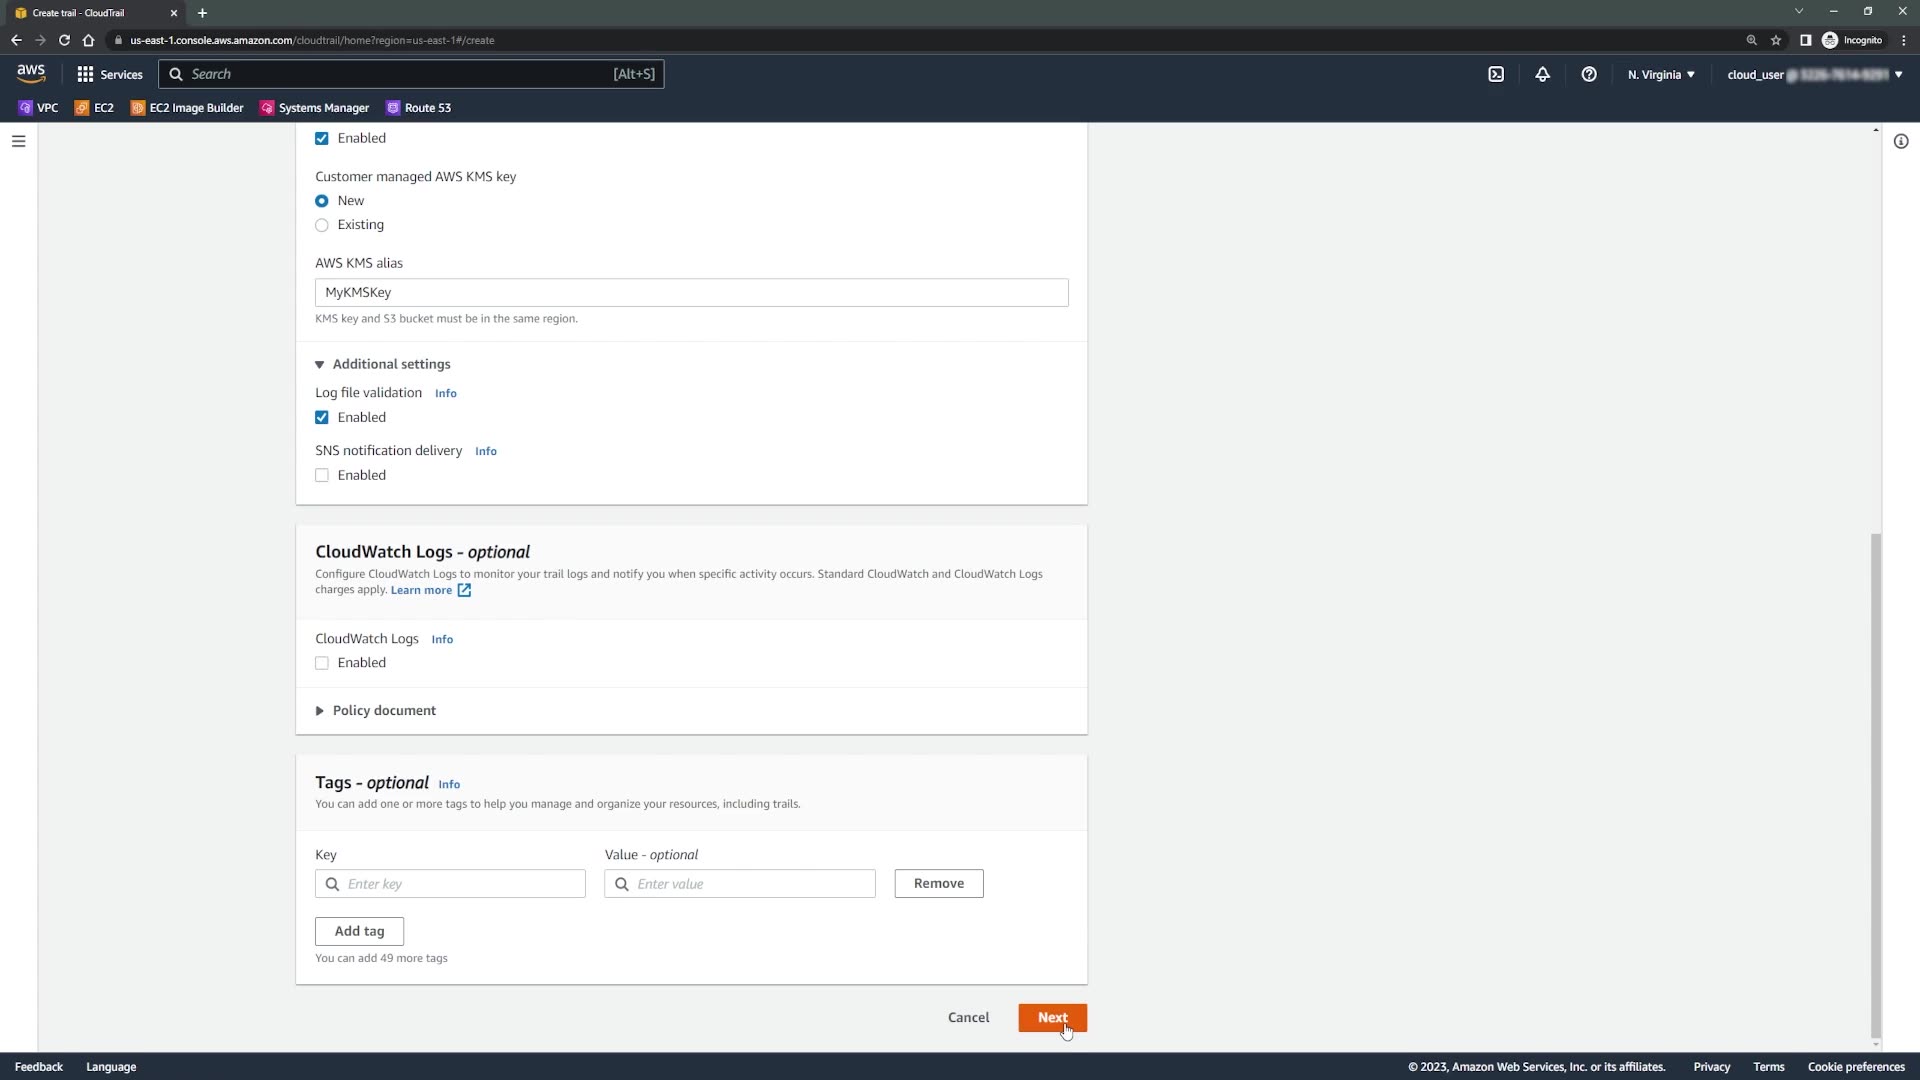 Create trail - CloudTrail
us-east-1.console.aws.amazon.com/cloudtrail/home?region=us-east-1#/create
Incognito
aws
Services
Search
[Alt+S]
N. Virginia
cloud_user
VPC
EC2
EC2 Image Builder
Systems Manager
Route 53
Enabled
Customer managed AWS KMS key
New
Existing
AWS KMS alias
MyKMSKey
KMS key and S3 bucket must be in the same region.
Additional settings
Log file validation Info
Enabled
SNS notification delivery Info
Enabled
CloudWatch Logs - optional
Configure CloudWatch Logs to monitor your trail logs and notify you when specific activity occurs. Standard CloudWatch and CloudWatch Logs
charges apply. Learn more
CloudWatch Logs Info
Enabled
Policy document
Tags - optional Info
You can add one or more tags to help you manage and organize your resources, including trails.
Key
Value - optional
Enter key
Enter value
Remove
Add tag
You can add 49 more tags
Cancel
Next
Feedback
Language
© 2023, Amazon Web Services, Inc. or its affiliates.
Privacy
Terms
Cookie preferences